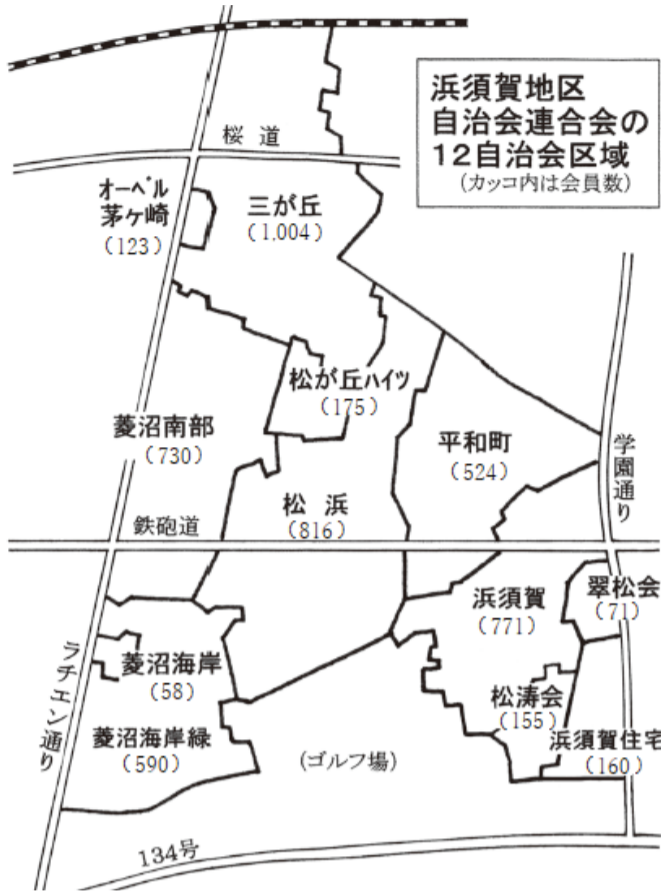 浜須賀地区
自治会連合会の
12自治会区域
(カッコ内は会員数)
桜道
オーベル
茅ヶ崎
(123)
三が丘
(1,004)
松が丘ハイツ
(175)
菱沼南部
(730)
平和町
(524)
学園通り
松浜
(816)
鉄砲道
翠松会
(71)
浜須賀
(771)
ラチエン通り
菱沼海岸
(58)
松涛会
(155)
菱沼海岸緑
(590)
浜須賀住宅
(160)
(ゴルフ場)
134号